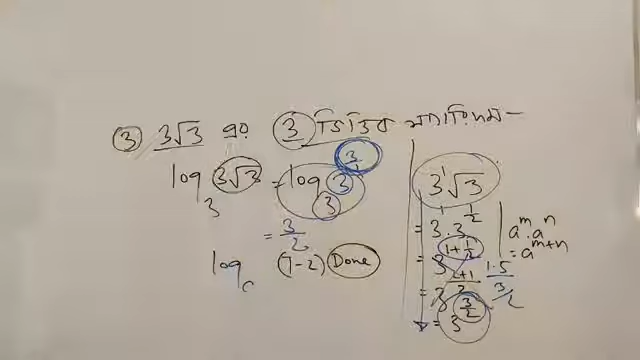 ③ 3√3 এর ③ ভিত্তিক লগারিদম-
log₃ 3√3 = log₃ 3^(3/2)
= 3/2
(1-2) Done
3¹√3
= 3¹.3^(1/2)
= 3^(1+1/2)
= 3^((2+1)/2)
= 3^(3/2)
aᵐ.aⁿ
= aᵐ⁺ⁿ
1.5
3/2